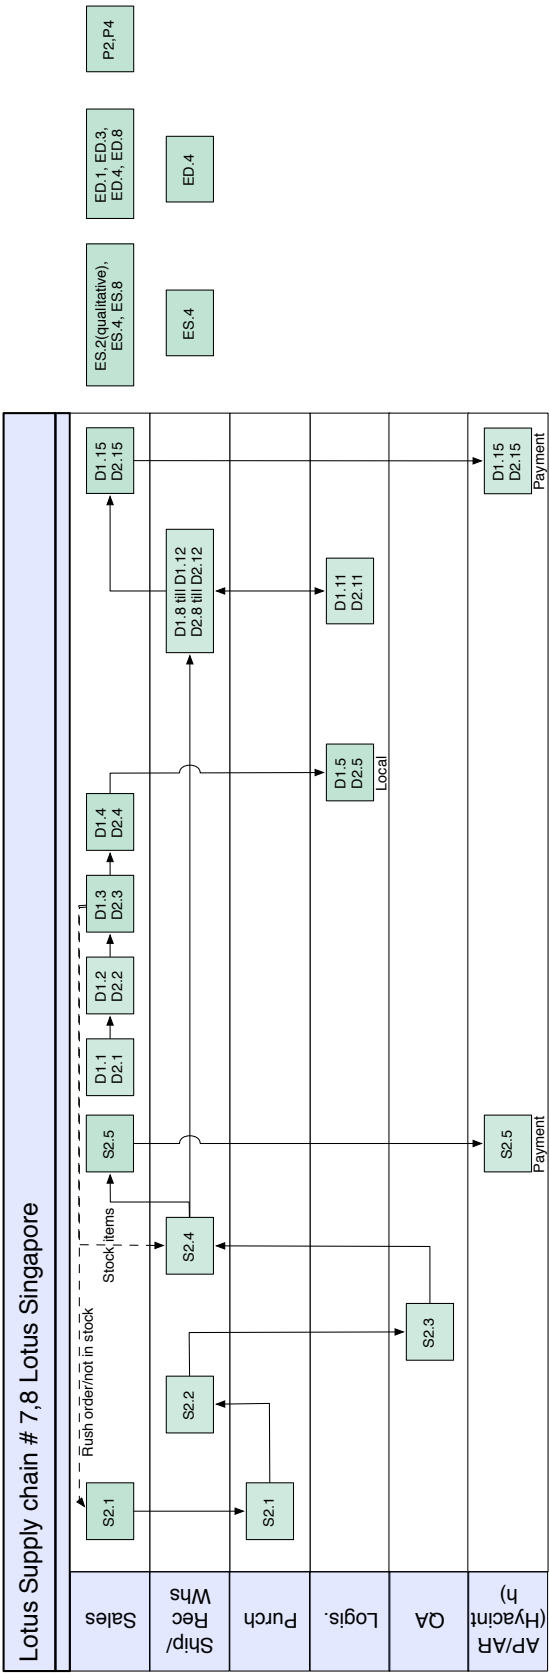 Lotus Supply chain # 7,8 Lotus Singapore
Sales
S2.1
Rush order/not in stock
Stock items
S2.5
D1.1
D2.1
D1.2
D2.2
D1.3
D2.3
D1.4
D2.4
D1.15
D2.15
ES.2(qualitative),
ES.4, ES.8
ED.1, ED.3,
ED.4, ED.8
P2,P4
Ship/
Rec
Whs
S2.2
S2.4
D1.8 till D1.12
D2.8 till D2.12
ES.4
ED.4
Purch
S2.1
Logis.
D1.5
D2.5
Local
D1.11
D2.11
QA
S2.3
AP/AR
(Hyacint
h)
S2.5
Payment
D1.15
D2.15
Payment